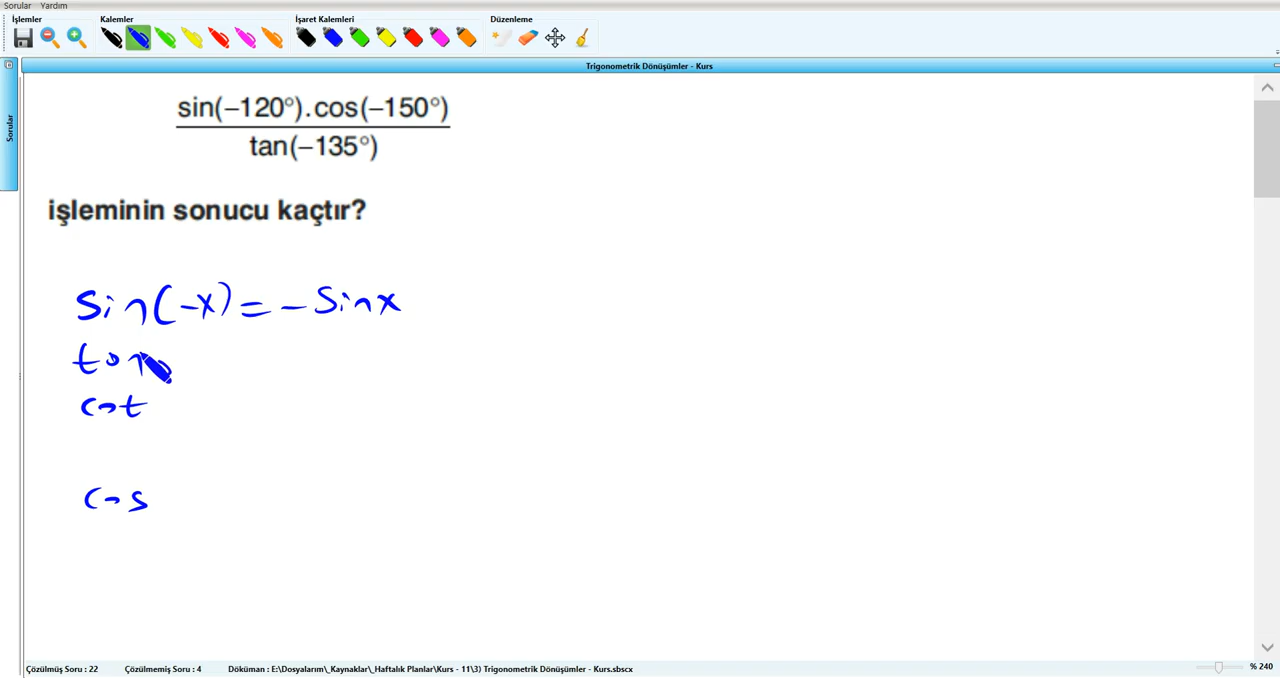 Sorular Yardım
İşlemler Kalemler İşaret Kalemleri Düzenleme
Trigonometrik Dönüşümler - Kurs
Sorular
sin(−120°).cos(−150°)
tan(−135°)
işleminin sonucu kaçtır?
sin(-x) = - sinx
tan
cot
cos
Çözülmüş Soru : 22 Çözülmemiş Soru : 4 Döküman : E:\Dosyalarım\_Kaynaklar\_Haftalık Planlar\Kurs - 11\3) Trigonometrik Dönüşümler - Kurs.sbscx % 240